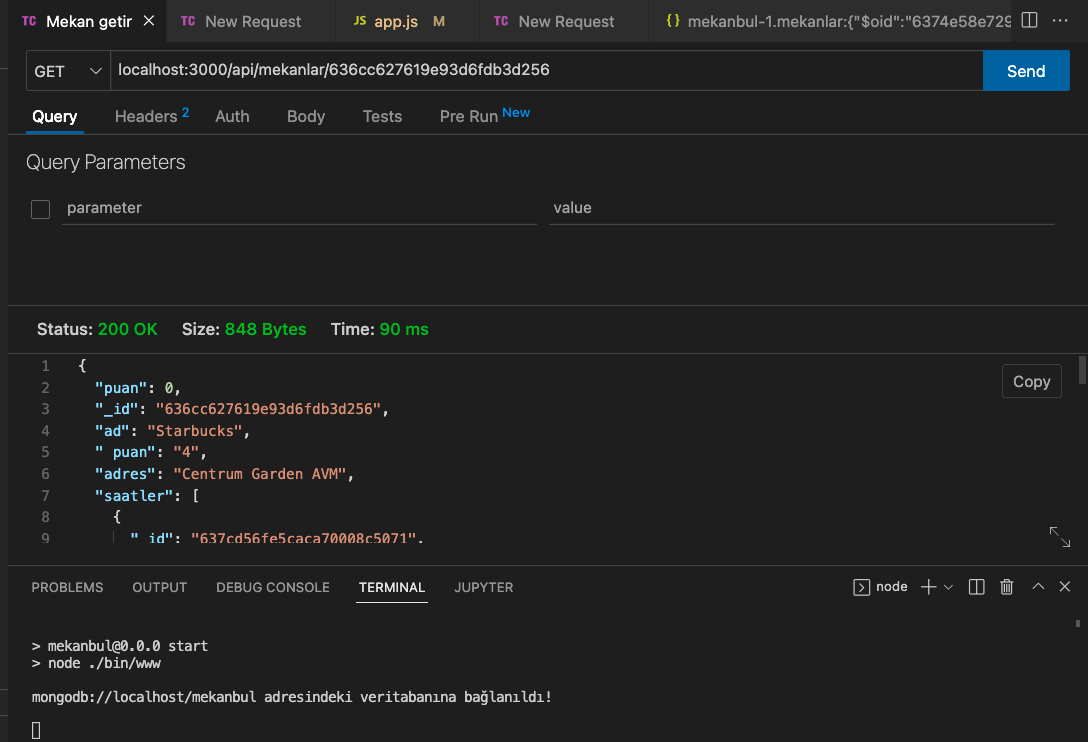 TC Mekan getir × TC New Request JS app.js M TC New Request {} mekanbul-1.mekanlar:{"$oid":"6374e58e729 ...
GET localhost:3000/api/mekanlar/636cc627619e93d6fdb3d256 Send
Query Headers 2 Auth Body Tests Pre Run New
Query Parameters
parameter value
Status: 200 OK Size: 848 Bytes Time: 90 ms
Copy
1 {
2 "puan": 0,
3 "_id": "636cc627619e93d6fdb3d256",
4 "ad": "Starbucks",
5 " puan": "4",
6 "adres": "Centrum Garden AVM",
7 "saatler": [
8 {
9 "_id": "637cd56fe5caca70008c5071",
PROBLEMS OUTPUT DEBUG CONSOLE TERMINAL JUPYTER node
> mekanbul@0.0.0 start
> node ./bin/www
mongodb://localhost/mekanbul adresindeki veritabanına bağlanıldı!